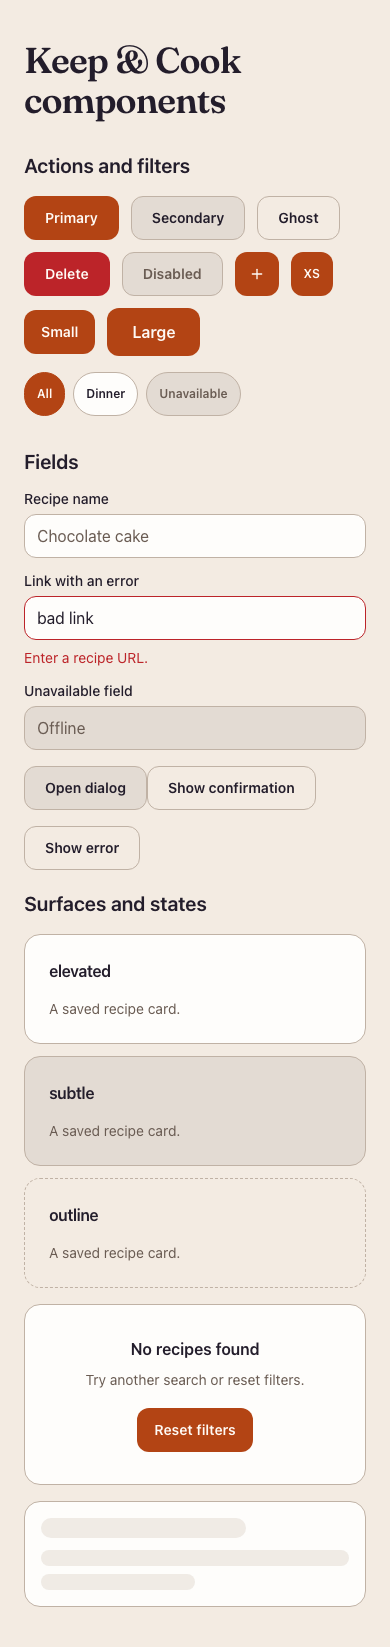 Keep & Cook
components
Actions and filters
Primary
Secondary
Ghost
Delete
Disabled
+
XS
Small
Large
All
Dinner
Unavailable
Fields
Recipe name
Chocolate cake
Link with an error
bad link
Enter a recipe URL.
Unavailable field
Offline
Open dialog
Show confirmation
Show error
Surfaces and states
elevated
A saved recipe card.
subtle
A saved recipe card.
outline
A saved recipe card.
No recipes found
Try another search or reset filters.
Reset filters